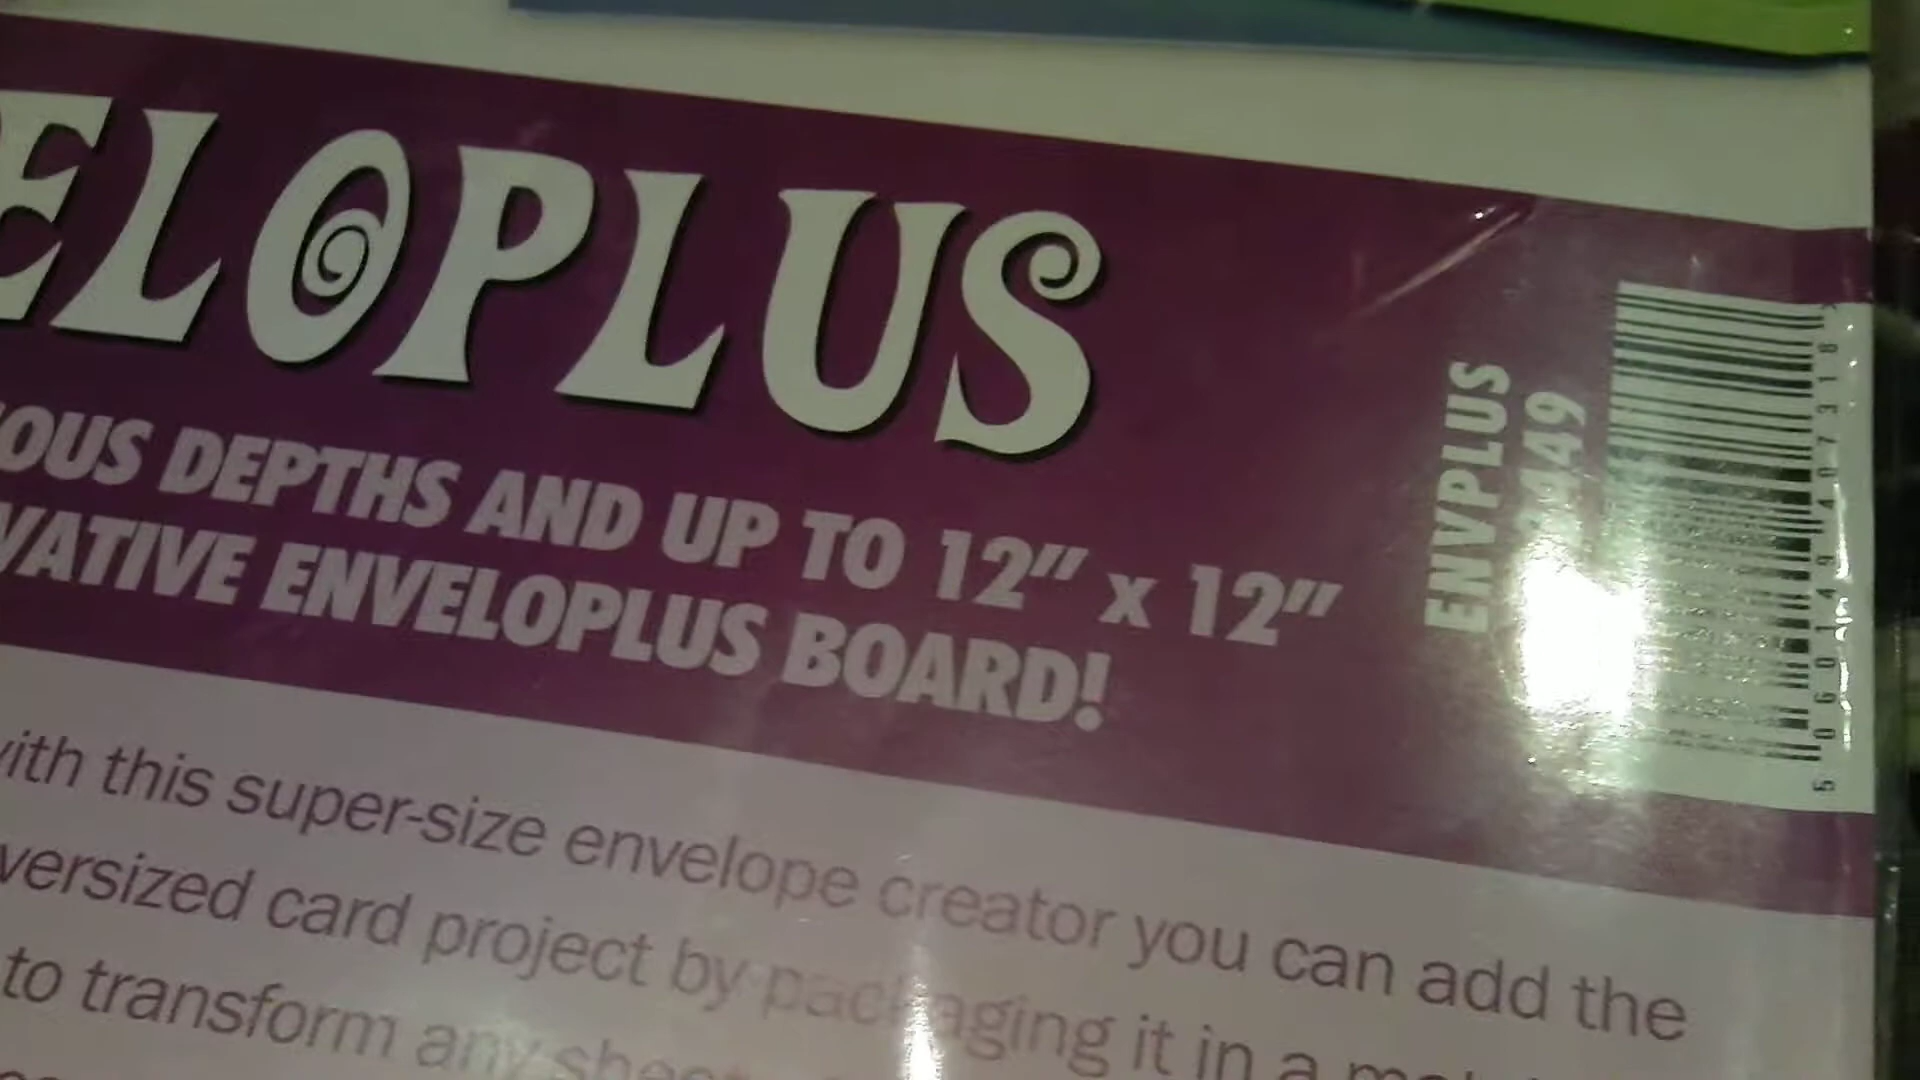 ELOPLUS
OUS DEPTHS AND UP TO 12" x 12"
VATIVE ENVELOPLUS BOARD!
with this super-size envelope creator you can add the
versized card project by packaging it in a
to transform any
ENVPLUS